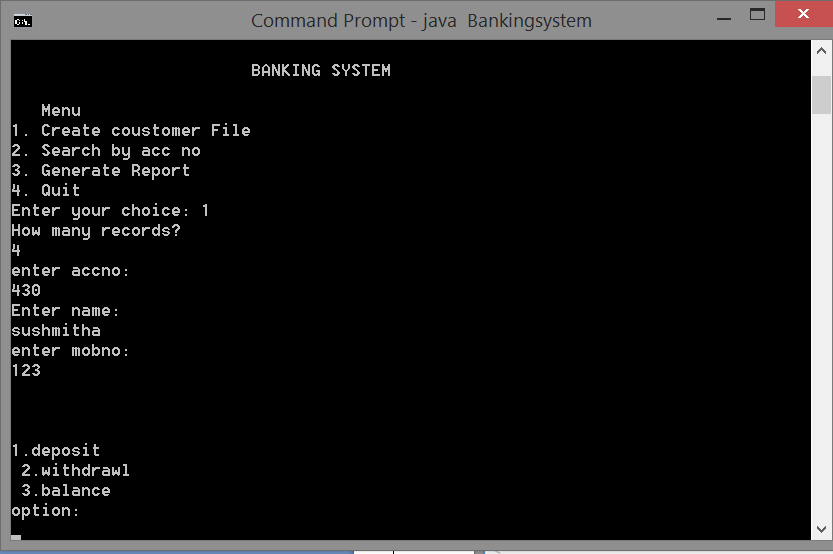 Command Prompt - java Bankingsystem
BANKING SYSTEM
Menu
1. Create coustomer File
2. Search by acc no
3. Generate Report
4. Quit
Enter your choice: 1
How many records?
4
enter accno:
430
Enter name:
sushmitha
enter mobno:
123
1.deposit
2.withdrawl
3.balance
option: